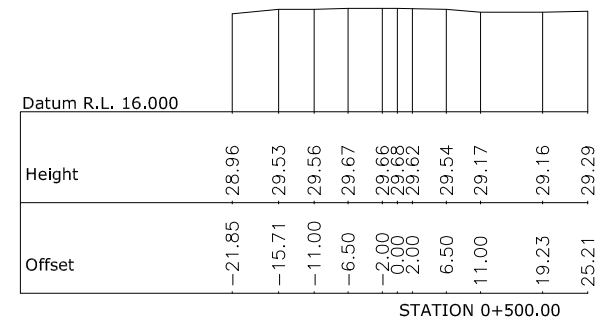 Datum R.L. 16.000
Height 28.96 29.53 29.56 29.67 29.66 29.68 29.62 29.54 29.17 29.16 29.29
Offset -21.85 -15.71 -11.00 -6.50 -2.00 0.00 2.00 6.50 11.00 19.23 25.21
STATION 0+500.00